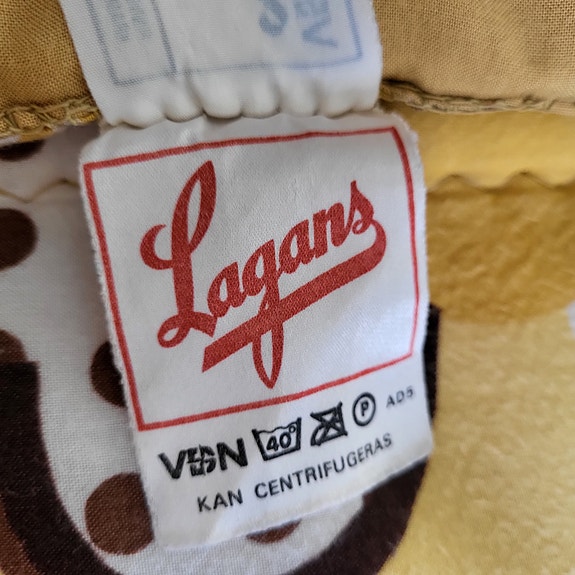 Lagans
VDN 40° P ADS
KAN CENTRIFUGERAS